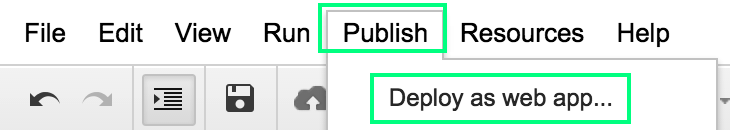 File Edit View Run Publish Resources Help
Deploy as web app...